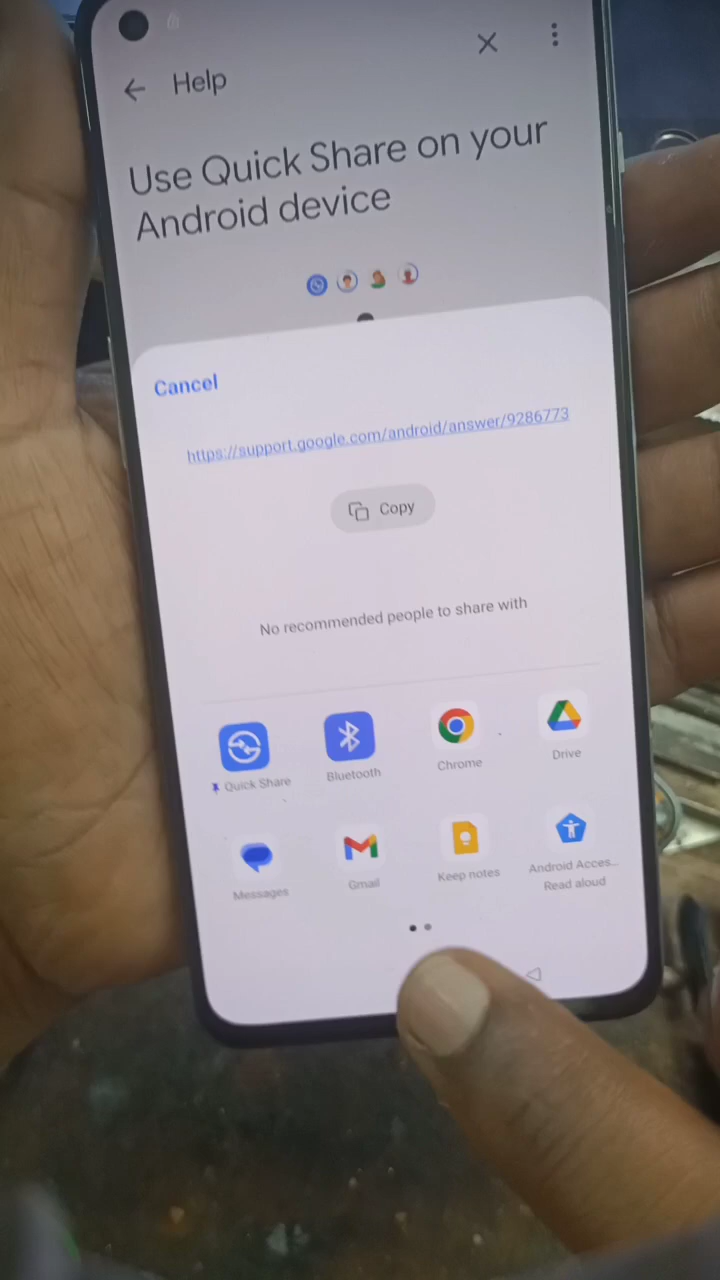 Help
Use Quick Share on your
Android device
Cancel
https://support.google.com/android/answer/9286773
Copy
No recommended people to share with
Quick Share
Bluetooth
Chrome
Drive
Messages
Gmail
Keep notes
Android Acces...
Read aloud